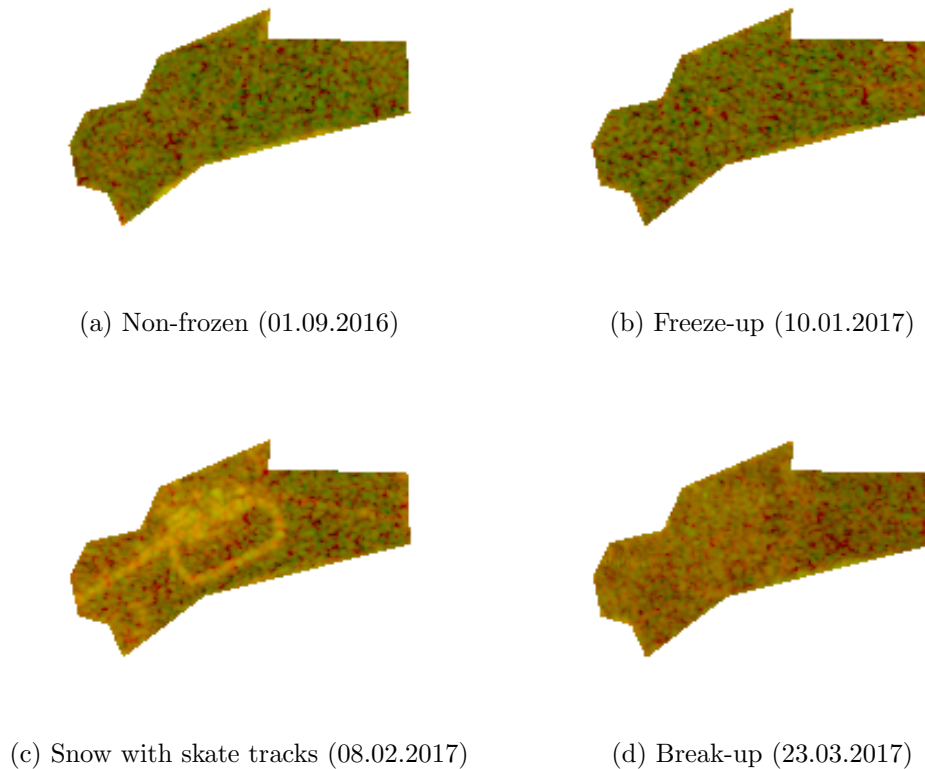 (a) Non-frozen (01.09.2016)
(b) Freeze-up (10.01.2017)
(c) Snow with skate tracks (08.02.2017)
(d) Break-up (23.03.2017)